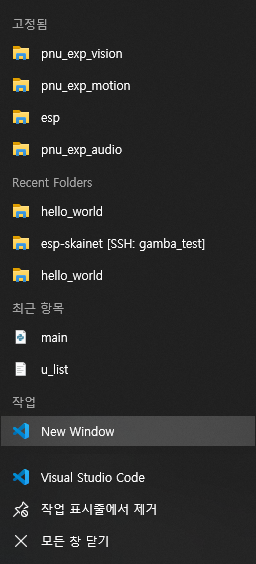 고정됨
pnu_exp_vision
pnu_exp_motion
esp
pnu_exp_audio
Recent Folders
hello_world
esp-skainet [SSH: gamba_test]
hello_world
최근 항목
main
u_list
작업
New Window
Visual Studio Code
작업 표시줄에서 제거
모든 창 닫기